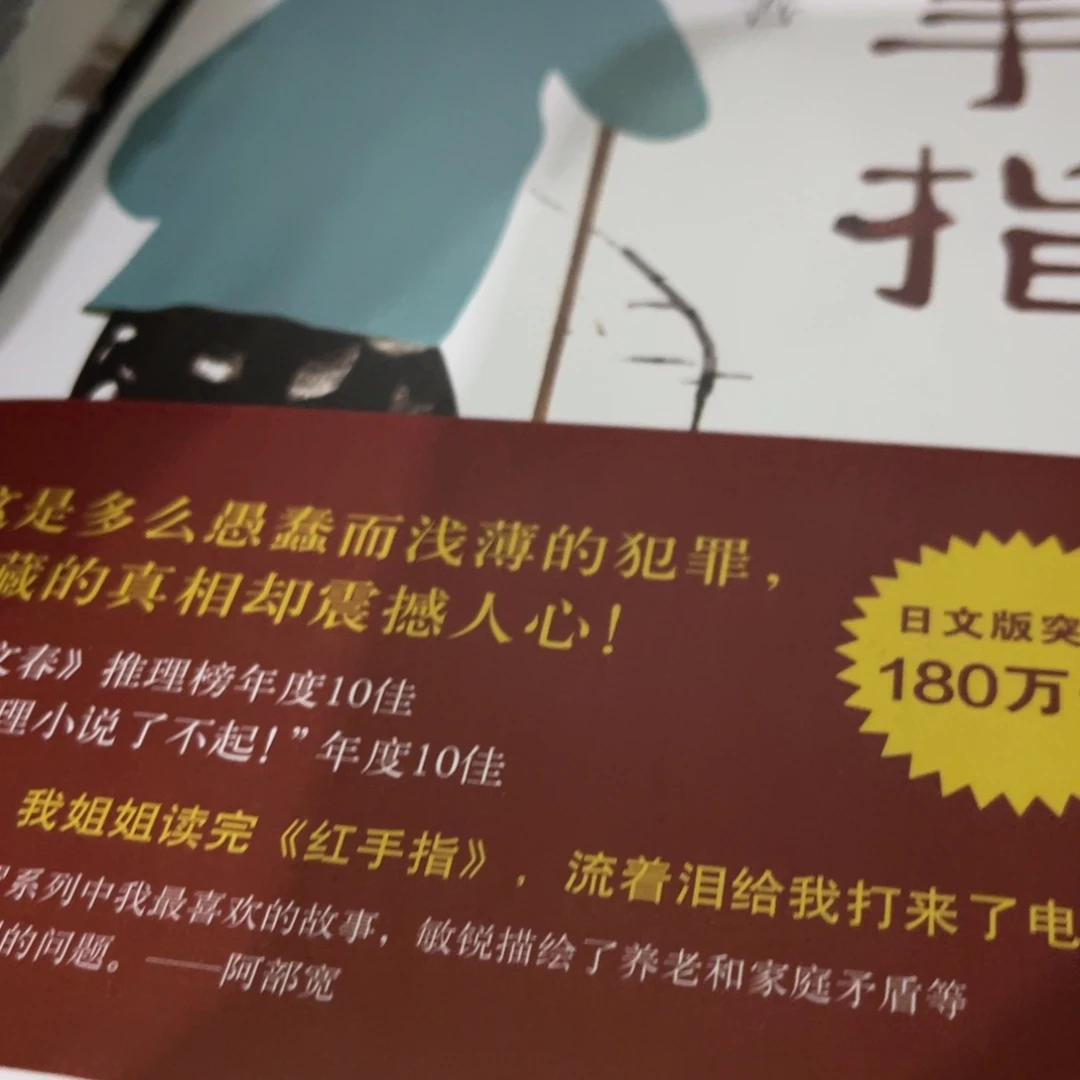 手
指
是多么愚蠢而浅薄的犯罪，
藏的真相却震撼人心！
文春》推理榜年度10佳
理小说了不起！”年度10佳
日文版突
180万
我姐姐读完《红手指》，流着泪给我打来了电
系列中我最喜欢的故事，敏锐描绘了养老和家庭矛盾等
的问题。——阿部宽